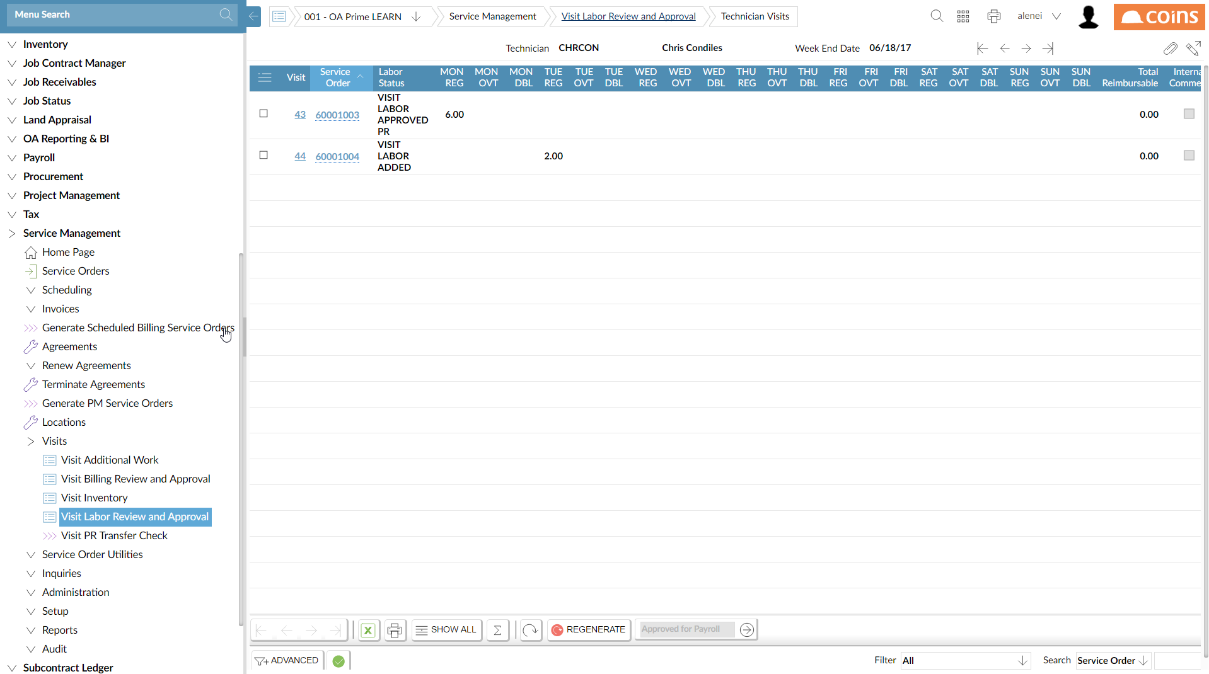 Menu Search
001 - OA Prime LEARN
Service Management
Visit Labor Review and Approval
Technician Visits
alenei
coins
Technician CHRCON Chris Condiles Week End Date 06/18/17
Inventory
Job Contract Manager
Job Receivables
Job Status
Land Appraisal
OA Reporting & BI
Payroll
Procurement
Project Management
Tax
Service Management
Home Page
Service Orders
Scheduling
Invoices
Generate Scheduled Billing Service Orders
Agreements
Renew Agreements
Terminate Agreements
Generate PM Service Orders
Locations
Visits
Visit Additional Work
Visit Billing Review and Approval
Visit Inventory
Visit Labor Review and Approval
Visit PR Transfer Check
Service Order Utilities
Inquiries
Administration
Setup
Reports
Audit
Subcontract Ledger
Visit
Service
Order
Labor
Status
MON MON MON TUE TUE TUE WED WED WED THU THU THU FRI FRI FRI SAT SAT SAT SUN SUN SUN Total Interna
REG OVT DBL REG OVT DBL REG OVT DBL REG OVT DBL REG OVT DBL REG OVT DBL REG OVT DBL Reimbursable Comme
43 60001003
VISIT
LABOR
APPROVED
PR
6.00 0.00
44 60001004
VISIT
LABOR
ADDED
2.00 0.00
X SHOW ALL Σ REGENERATE Approved for Payroll
ADVANCED
Filter All Search Service Order